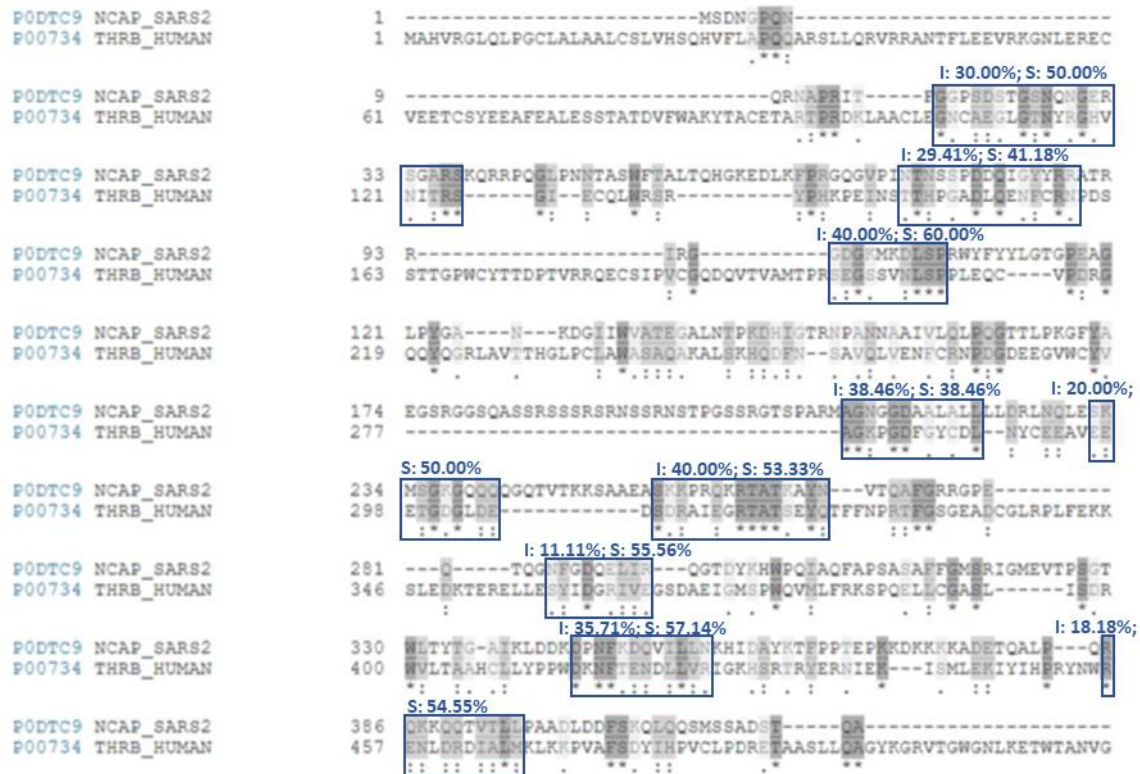 P0DTC9 NCAP_SARS2 1 -------------------------MSDNGPQN---------------------------
P00734 THRB_HUMAN 1 MAHVRGLQLPGCLALAALCSLVHSQHVFLAPQQARSLLQRVRRANTFLEEVRKGNLEREC
I: 30.00%; S: 50.00%
P0DTC9 NCAP_SARS2 9 -------------------------------QRNAPRIT-----FGGPSDSTGSNQNGER
P00734 THRB_HUMAN 61 VEETCSYEEAFEALESSTATDVFWAKYTACETARTPRDKLAACLEGNCAEGLGTNYRGHV
I: 29.41%; S: 41.18%
P0DTC9 NCAP_SARS2 33 SGARSKQRRPQGLPNNTASWFTALTQHGKEDLKFPRGQGVPINTNSSPDDQIGYYRRATR
P00734 THRB_HUMAN 121 NITRS------GI--ECQLWRSR----------YPHKPEINSTTHPGADLQENFCRNPDS
I: 40.00%; S: 60.00%
P0DTC9 NCAP_SARS2 93 R---------------------IRG-----------GDGKMKDLSPRWYFYYLGTGPEAG
P00734 THRB_HUMAN 163 STTGPWCYTTDPTVRRQECSIPVCGQDQVTVAMTPRSEGSSVNLSPPLEQC----VPDRG
P0DTC9 NCAP_SARS2 121 LPYGA----N---KDGIIWVATEGALNTPKDHIGTRNPANNAAIVLQLPQGTTLPKGFYA
P00734 THRB_HUMAN 219 QQYQGRLAVTTHGLPCLAWASAQAKALSKHQDFN--SAVQLVENFCRNPDGDEEGVWCYV
I: 38.46%; S: 38.46% I: 20.00%;
P0DTC9 NCAP_SARS2 174 EGSRGGSQASSRSSSRSRNSSRNSTPGSSRGTSPARMAGNGGDAALALLLLDRLNQLESK
P00734 THRB_HUMAN 277 -------------------------------------AGKPGDFGYCDL--NYCEEAVEE
S: 50.00% I: 40.00%; S: 53.33%
P0DTC9 NCAP_SARS2 234 MSGKGQQQQGQTVTKKSAAEASKKPRQKRTATKAYN---VTQAFGRRGPE----------
P00734 THRB_HUMAN 298 ETGDGLDE------------DSDRAIEGRTATSEYQTFFNPRTFGSGEADCGLRPLFEKK
I: 11.11%; S: 55.56%
P0DTC9 NCAP_SARS2 281 ---Q-----TQGNFGDQELIR---QGTDYKHWPQIAQFAPSASAFFGMSRIGMEVTPSGT
P00734 THRB_HUMAN 346 SLEDKTERELLESYIDGRIVEGSDAEIGMSPWQVMLFRKSPQELLCGASL------ISDR
I: 35.71%; S: 57.14% I: 18.18%;
P0DTC9 NCAP_SARS2 330 WLTYTG-AIKLDDKDPNFKDQVILLNKHIDAYKTFPPTEPKKDKKKKADETQALP---QR
P00734 THRB_HUMAN 400 WVLTAAHCLLYPPWDKNFTENDLLVRIGKHSRTRYERNIEK---ISMLEKIYIHPRYNWR
S: 54.55%
P0DTC9 NCAP_SARS2 386 QKKQQTVTLLPAADLDDFSKQLQQSMSSADST-----QA---------------------
P00734 THRB_HUMAN 457 ENLDRDIALMKLKKPVAFSDYIHPVCLPDRETAASLLQAGYKGRVTGWGNLKETWTANVG